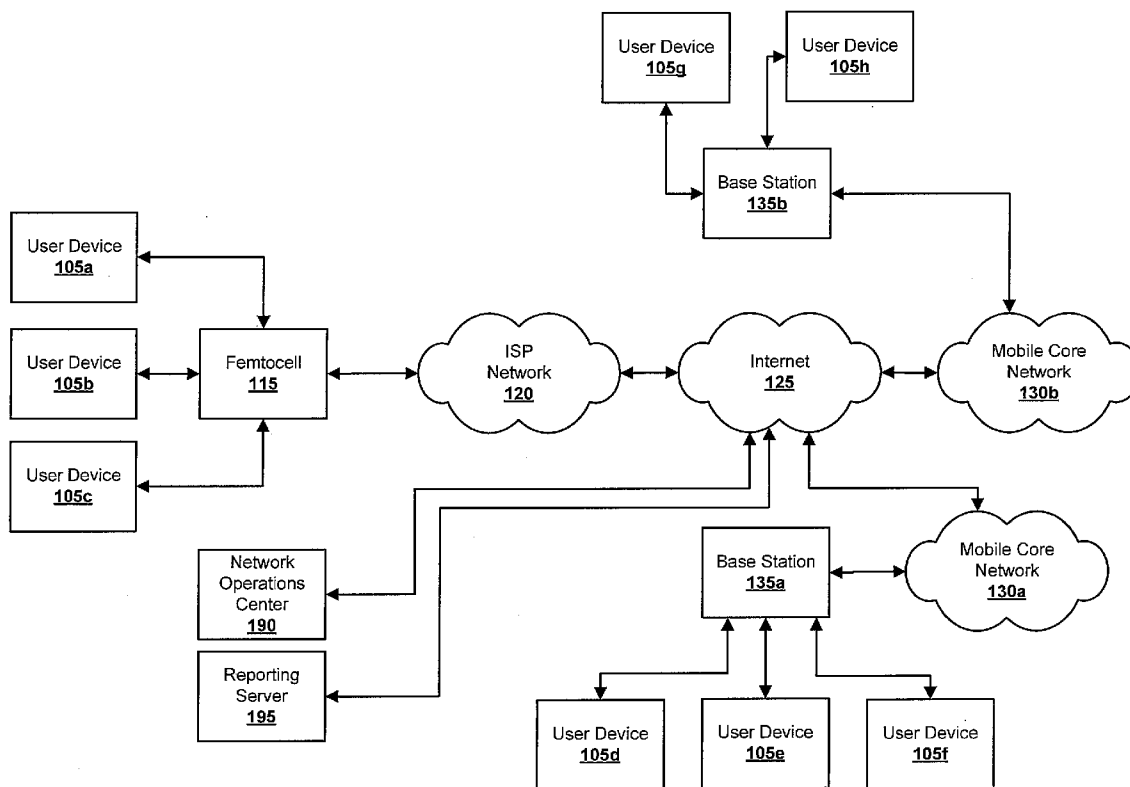 User Device
105g
User Device
105h
Base Station
135b
User Device
105a
User Device
105b
User Device
105c
Femtocell
115
ISP
Network
120
Internet
125
Mobile Core
Network
130b
Network
Operations
Center
190
Reporting
Server
195
Base Station
135a
Mobile Core
Network
130a
User Device
105d
User Device
105e
User Device
105f